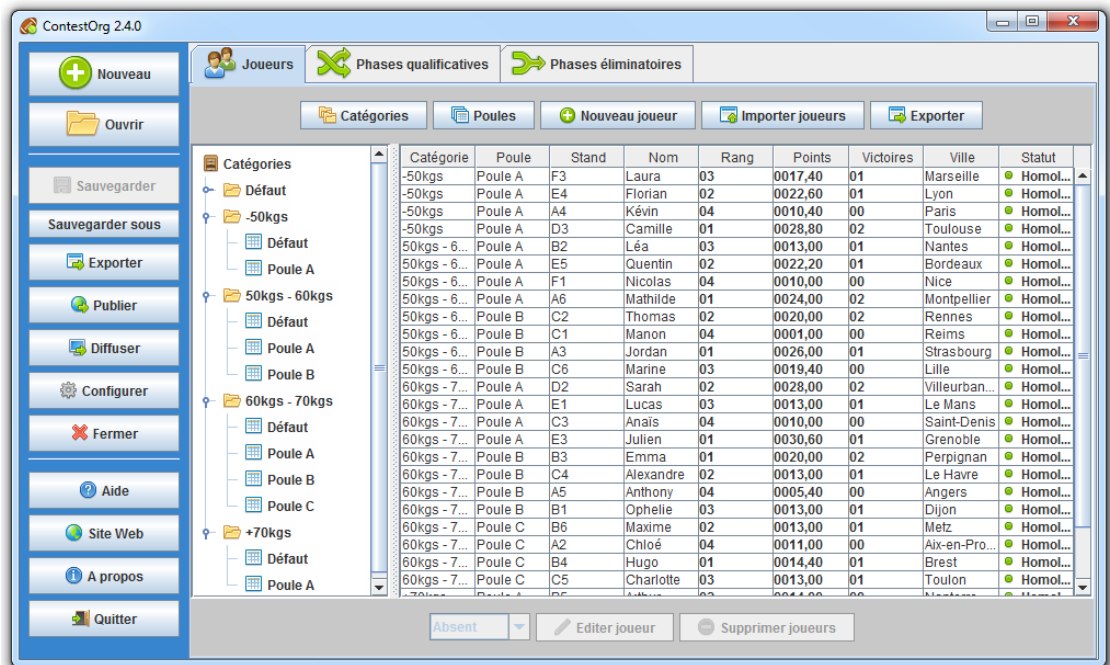 ContestOrg 2.4.0
Nouveau
Ouvrir
Sauvegarder
Sauvegarder sous
Exporter
Publier
Diffuser
Configurer
Fermer
Aide
Site Web
A propos
Quitter
Joueurs Phases qualificatives Phases éliminatoires
Catégories Poules Nouveau joueur Importer joueurs Exporter
Catégories
Défaut
-50kgs
Défaut
Poule A
50kgs - 60kgs
Défaut
Poule A
Poule B
60kgs - 70kgs
Défaut
Poule A
Poule B
Poule C
+70kgs
Défaut
Poule A
Catégorie Poule Stand Nom Rang Points Victoires Ville Statut
-50kgs Poule A F3 Laura 03 0017,40 01 Marseille Homol...
-50kgs Poule A E4 Florian 02 0022,60 01 Lyon Homol...
-50kgs Poule A A4 Kévin 04 0010,40 00 Paris Homol...
-50kgs Poule A D3 Camille 01 0028,80 02 Toulouse Homol...
50kgs - 6... Poule A B2 Léa 03 0013,00 01 Nantes Homol...
50kgs - 6... Poule A E5 Quentin 02 0022,20 01 Bordeaux Homol...
50kgs - 6... Poule A F1 Nicolas 04 0010,00 00 Nice Homol...
50kgs - 6... Poule A A6 Mathilde 01 0024,00 02 Montpellier Homol...
50kgs - 6... Poule B C2 Thomas 02 0020,00 02 Rennes Homol...
50kgs - 6... Poule B C1 Manon 04 0001,00 00 Reims Homol...
50kgs - 6... Poule B A3 Jordan 01 0026,00 01 Strasbourg Homol...
50kgs - 6... Poule B C6 Marine 03 0019,40 00 Lille Homol...
60kgs - 7... Poule A D2 Sarah 02 0028,00 02 Villeurban... Homol...
60kgs - 7... Poule A E1 Lucas 03 0013,00 01 Le Mans Homol...
60kgs - 7... Poule A C3 Anaïs 04 0010,00 00 Saint-Denis Homol...
60kgs - 7... Poule A E3 Julien 01 0030,60 01 Grenoble Homol...
60kgs - 7... Poule B B3 Emma 01 0020,00 02 Perpignan Homol...
60kgs - 7... Poule B C4 Alexandre 02 0013,00 01 Le Havre Homol...
60kgs - 7... Poule B A5 Anthony 04 0005,40 00 Angers Homol...
60kgs - 7... Poule B B1 Ophelie 03 0013,00 01 Dijon Homol...
60kgs - 7... Poule C B6 Maxime 02 0013,00 01 Metz Homol...
60kgs - 7... Poule C A2 Chloé 04 0011,00 00 Aix-en-Pro... Homol...
60kgs - 7... Poule C B4 Hugo 01 0014,40 01 Brest Homol...
60kgs - 7... Poule C C5 Charlotte 03 0013,00 01 Toulon Homol...
Absent Editer joueur Supprimer joueurs